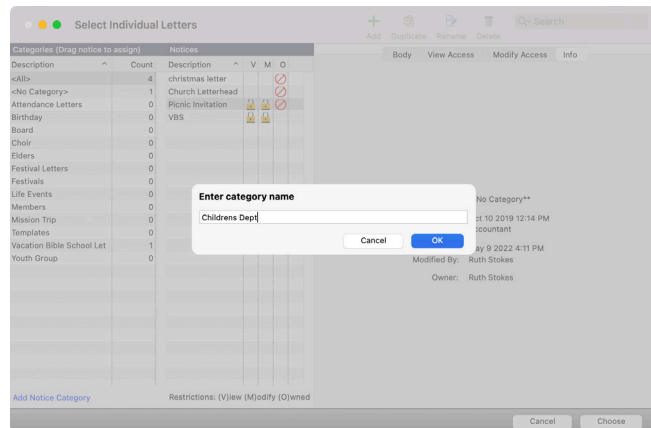 Select Individual Letters
Add Duplicate Rename Delete Search
Categories (Drag notice to assign) Notices
Body View Access Modify Access Info
Description Count Description V M O
<All> 4 christmas letter
<No Category> 1 Church Letterhead
Attendance Letters 0 Picnic Invitation
Birthday 0 VBS
Board 0
Choir 0
Elders 0
Festival Letters 0
Festivals 0
Life Events 0
Members 0
Mission Trip 0
Templates 0
Vacation Bible School Let 1
Youth Group 0
Enter category name
Childrens Dept
Cancel OK
No Category**
ct 10 2019 12:14 PM
ccountant
ay 9 2022 4:11 PM
Modified By: Ruth Stokes
Owner: Ruth Stokes
Add Notice Category Restrictions: (V)iew (M)odify (O)wned
Cancel Choose